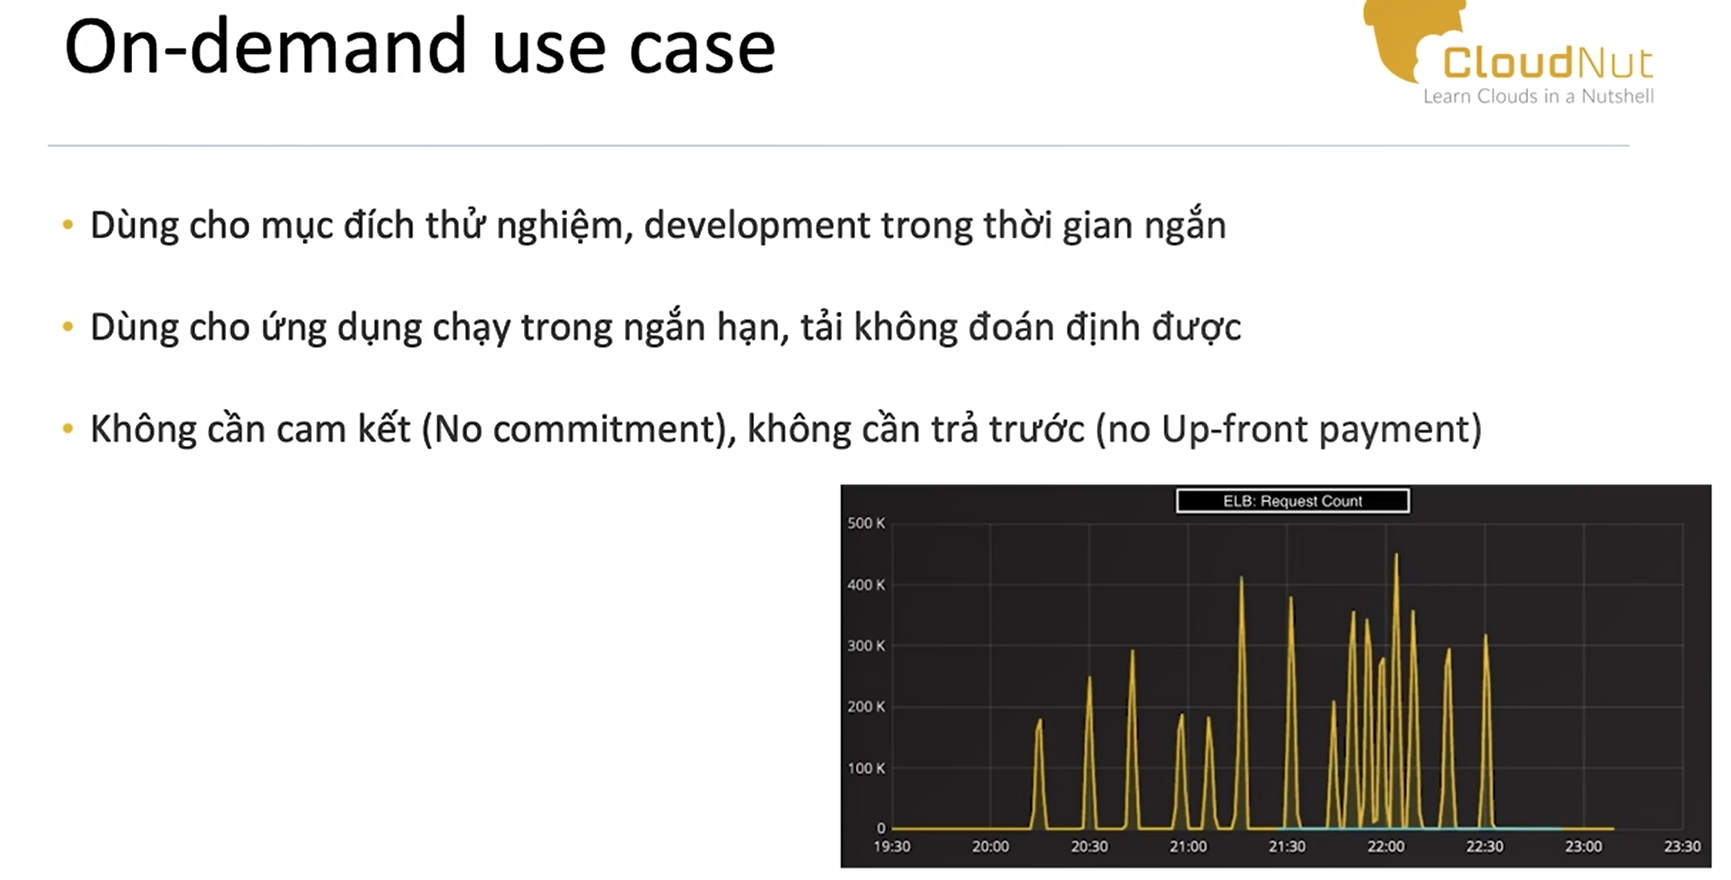 On-demand use case
CloudNut
Learn Clouds in a Nutshell
• Dùng cho mục đích thử nghiệm, development trong thời gian ngắn
• Dùng cho ứng dụng chạy trong ngắn hạn, tải không đoán định được
• Không cần cam kết (No commitment), không cần trả trước (no Up-front payment)
ELB: Request Count
500 K
400 K
300 K
200 K
100 K
0
19:30 20:00 20:30 21:00 21:30 22:00 22:30 23:00 23:30